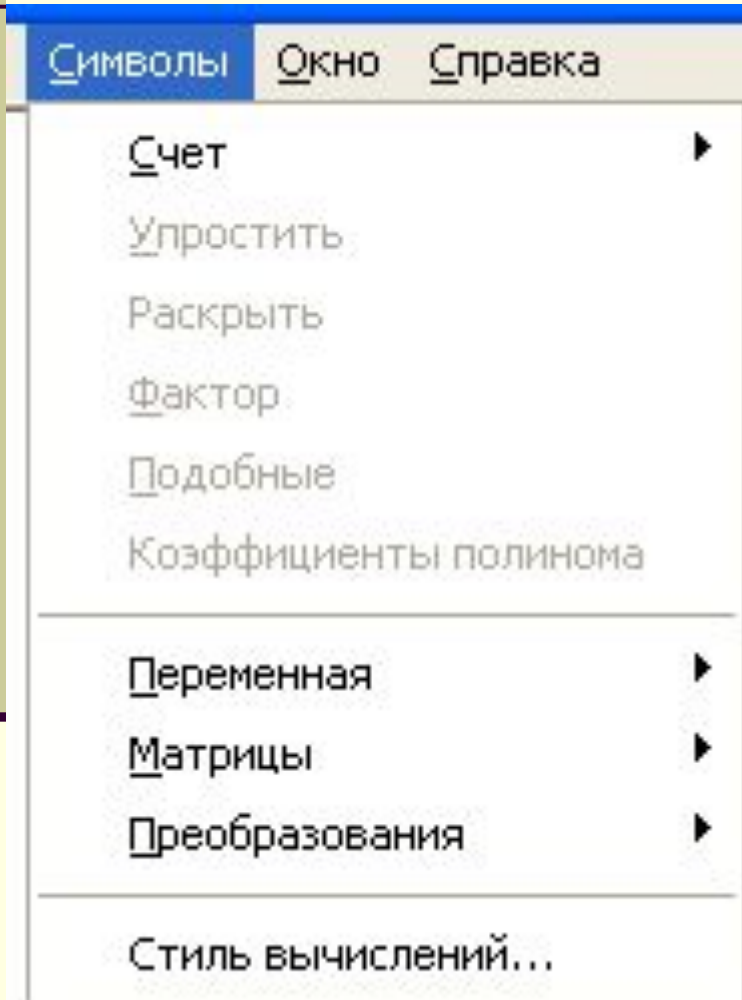 Символы Окно Справка
Счет
Упростить
Раскрыть
Фактор
Подобные
Коэффициенты полинома
Переменная
Матрицы
Преобразования
Стиль вычислений...